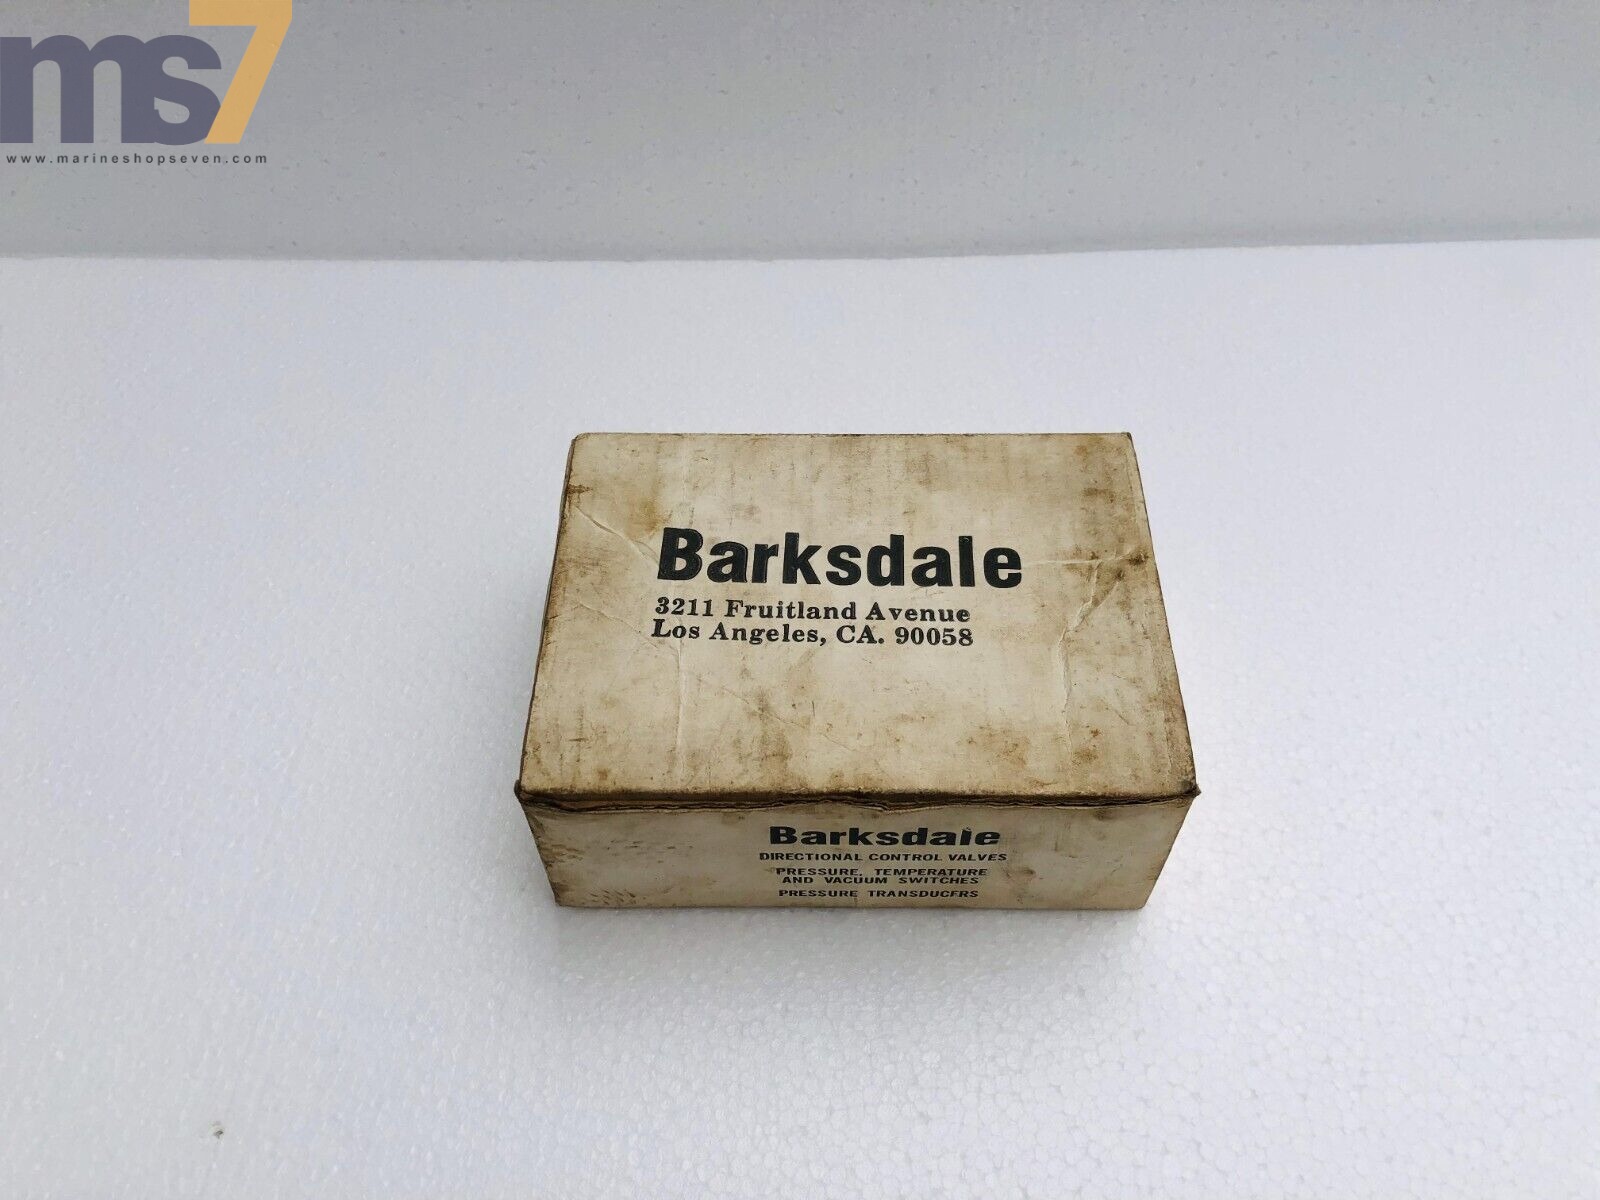 ms7
www.marineshopseven.com
Barksdale
3211 Fruitland Avenue
Los Angeles, CA. 90058
Barksdale
DIRECTIONAL CONTROL VALVES
PRESSURE, TEMPERATURE
AND VACUUM SWITCHES
PRESSURE TRANSDUCERS